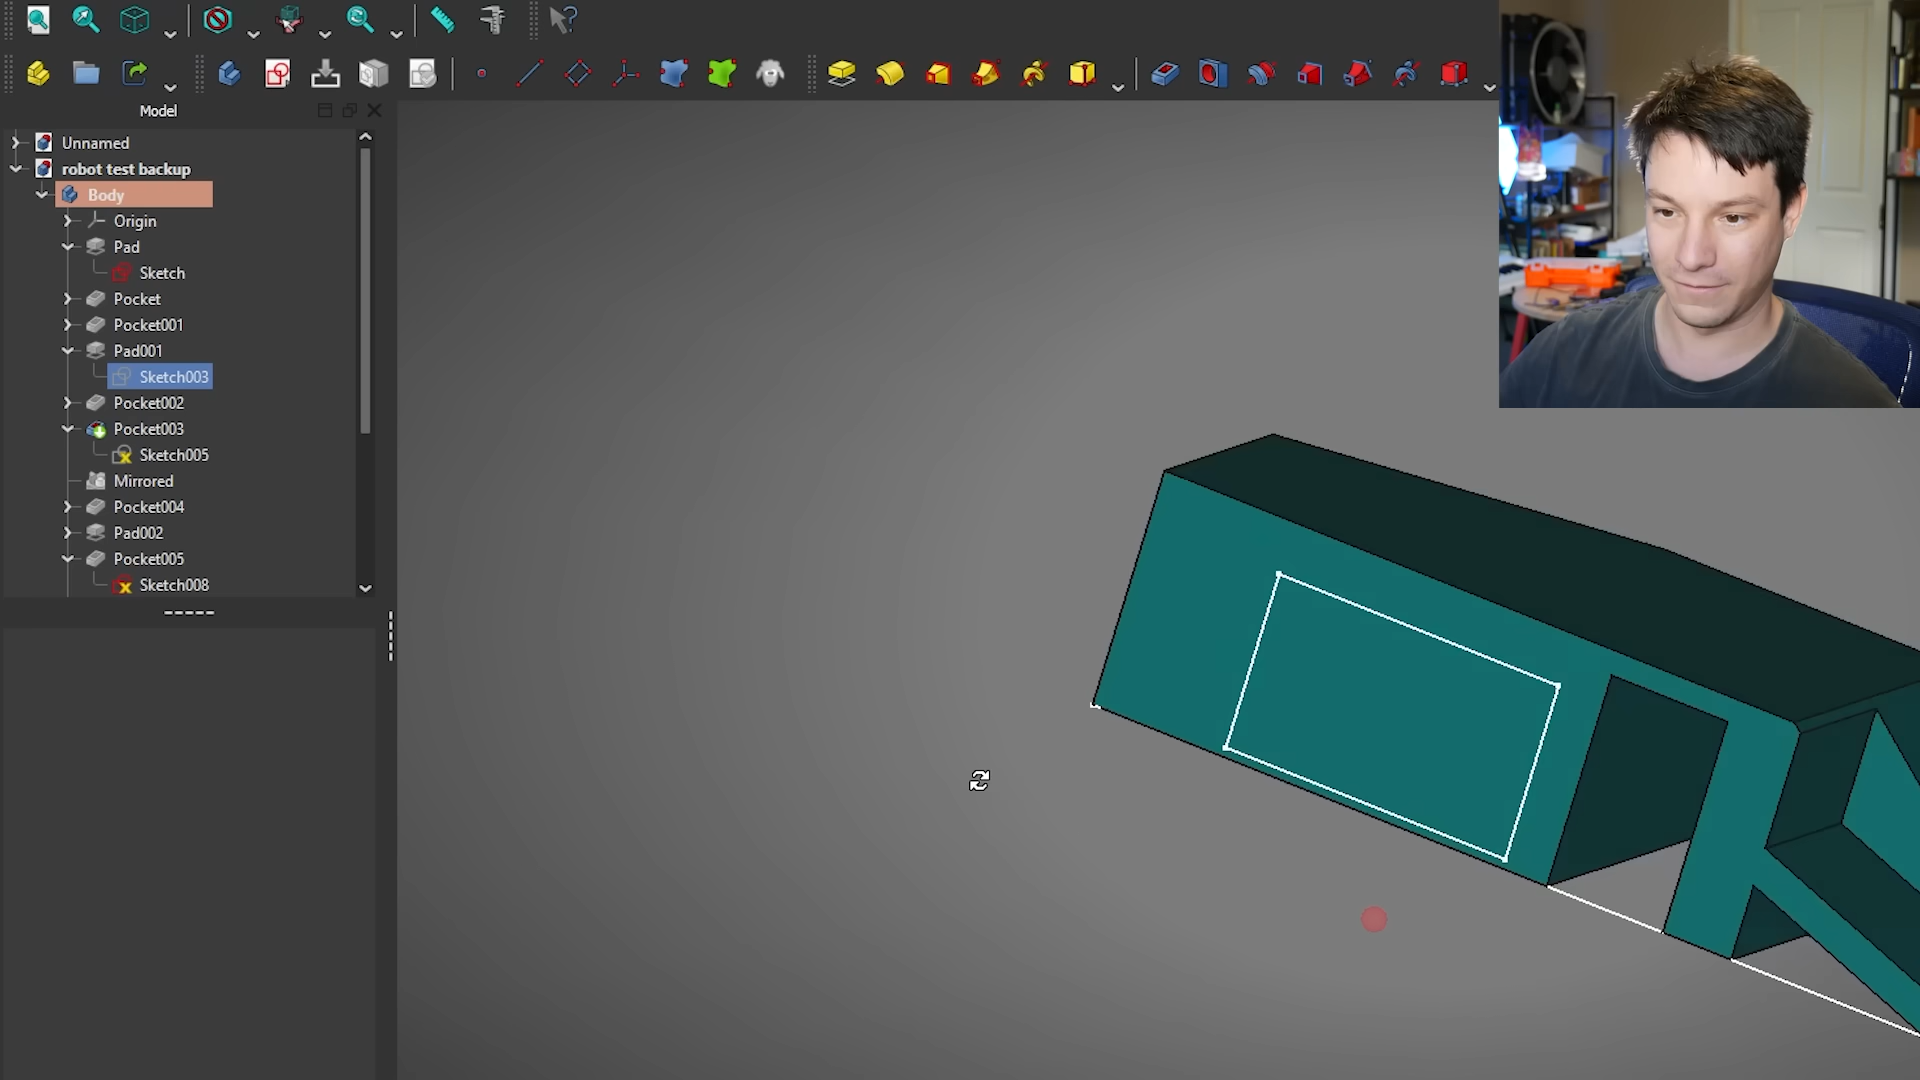 Model
Unnamed
robot test backup
Body
Origin
Pad
Sketch
Pocket
Pocket001
Pad001
Sketch003
Pocket002
Pocket003
Sketch005
Mirrored
Pocket004
Pad002
Pocket005
Sketch008